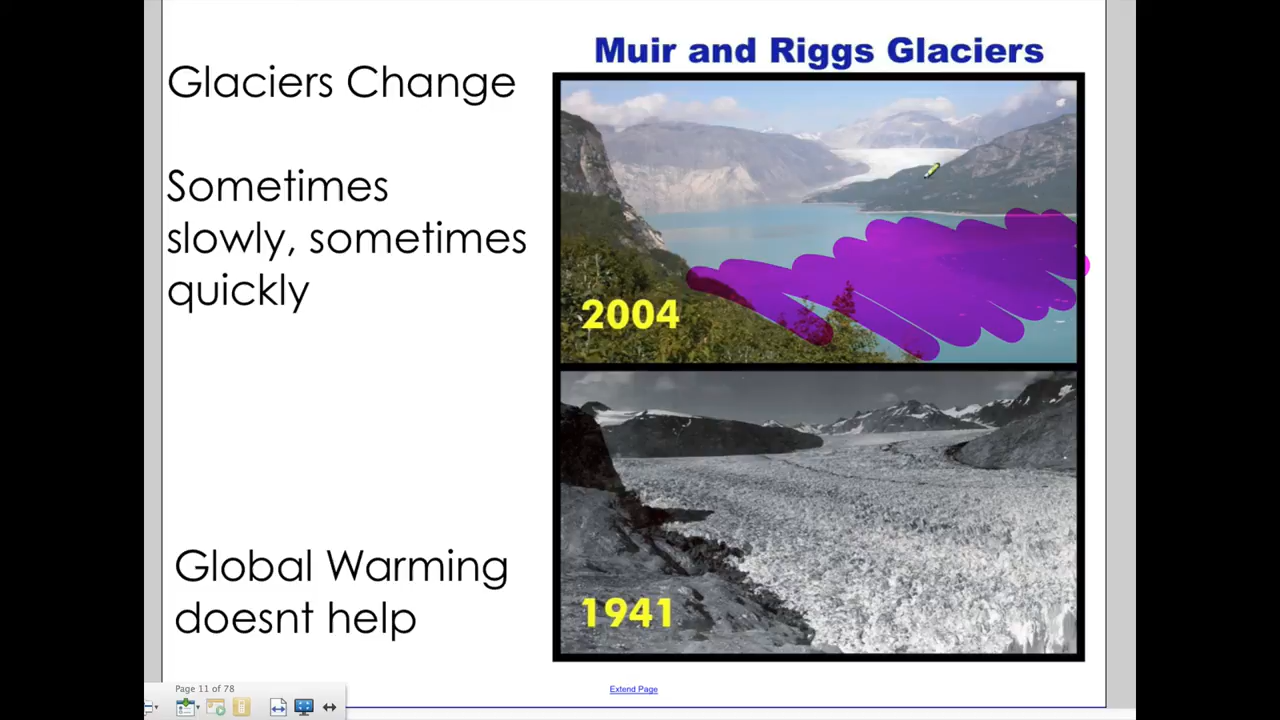 Glaciers Change
Sometimes
slowly, sometimes
quickly
Global Warming
doesnt help
Muir and Riggs Glaciers
2004
1941
Page 11 of 78
Extend Page